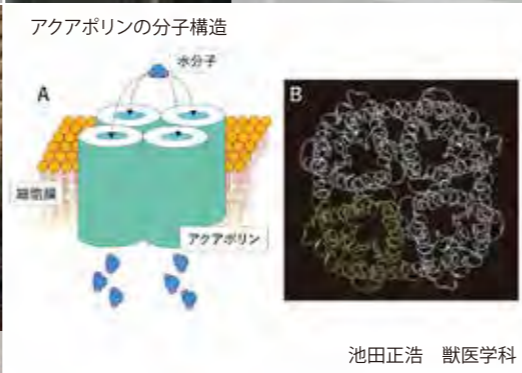 アクアポリンの分子構造
水分子
A
B
細胞膜
アクアポリン
池田正浩 獣医学科